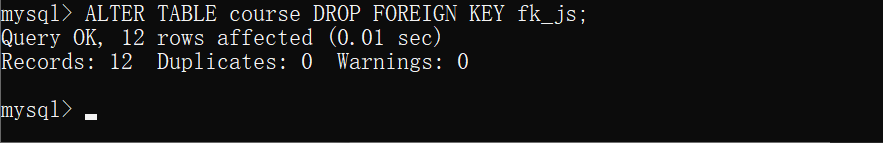 mysql> ALTER TABLE course DROP FOREIGN KEY fk_js;
Query OK, 12 rows affected (0.01 sec)
Records: 12  Duplicates: 0  Warnings: 0
mysql>